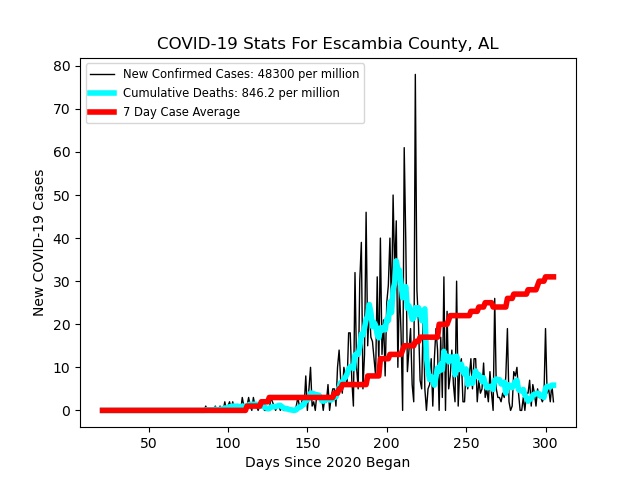 COVID-19 Stats For Escambia County, AL
New Confirmed Cases: 48300 per million
Cumulative Deaths: 846.2 per million
7 Day Case Average
New COVID-19 Cases
80
70
60
50
40
30
20
10
0
50 100 150 200 250 300
Days Since 2020 Began